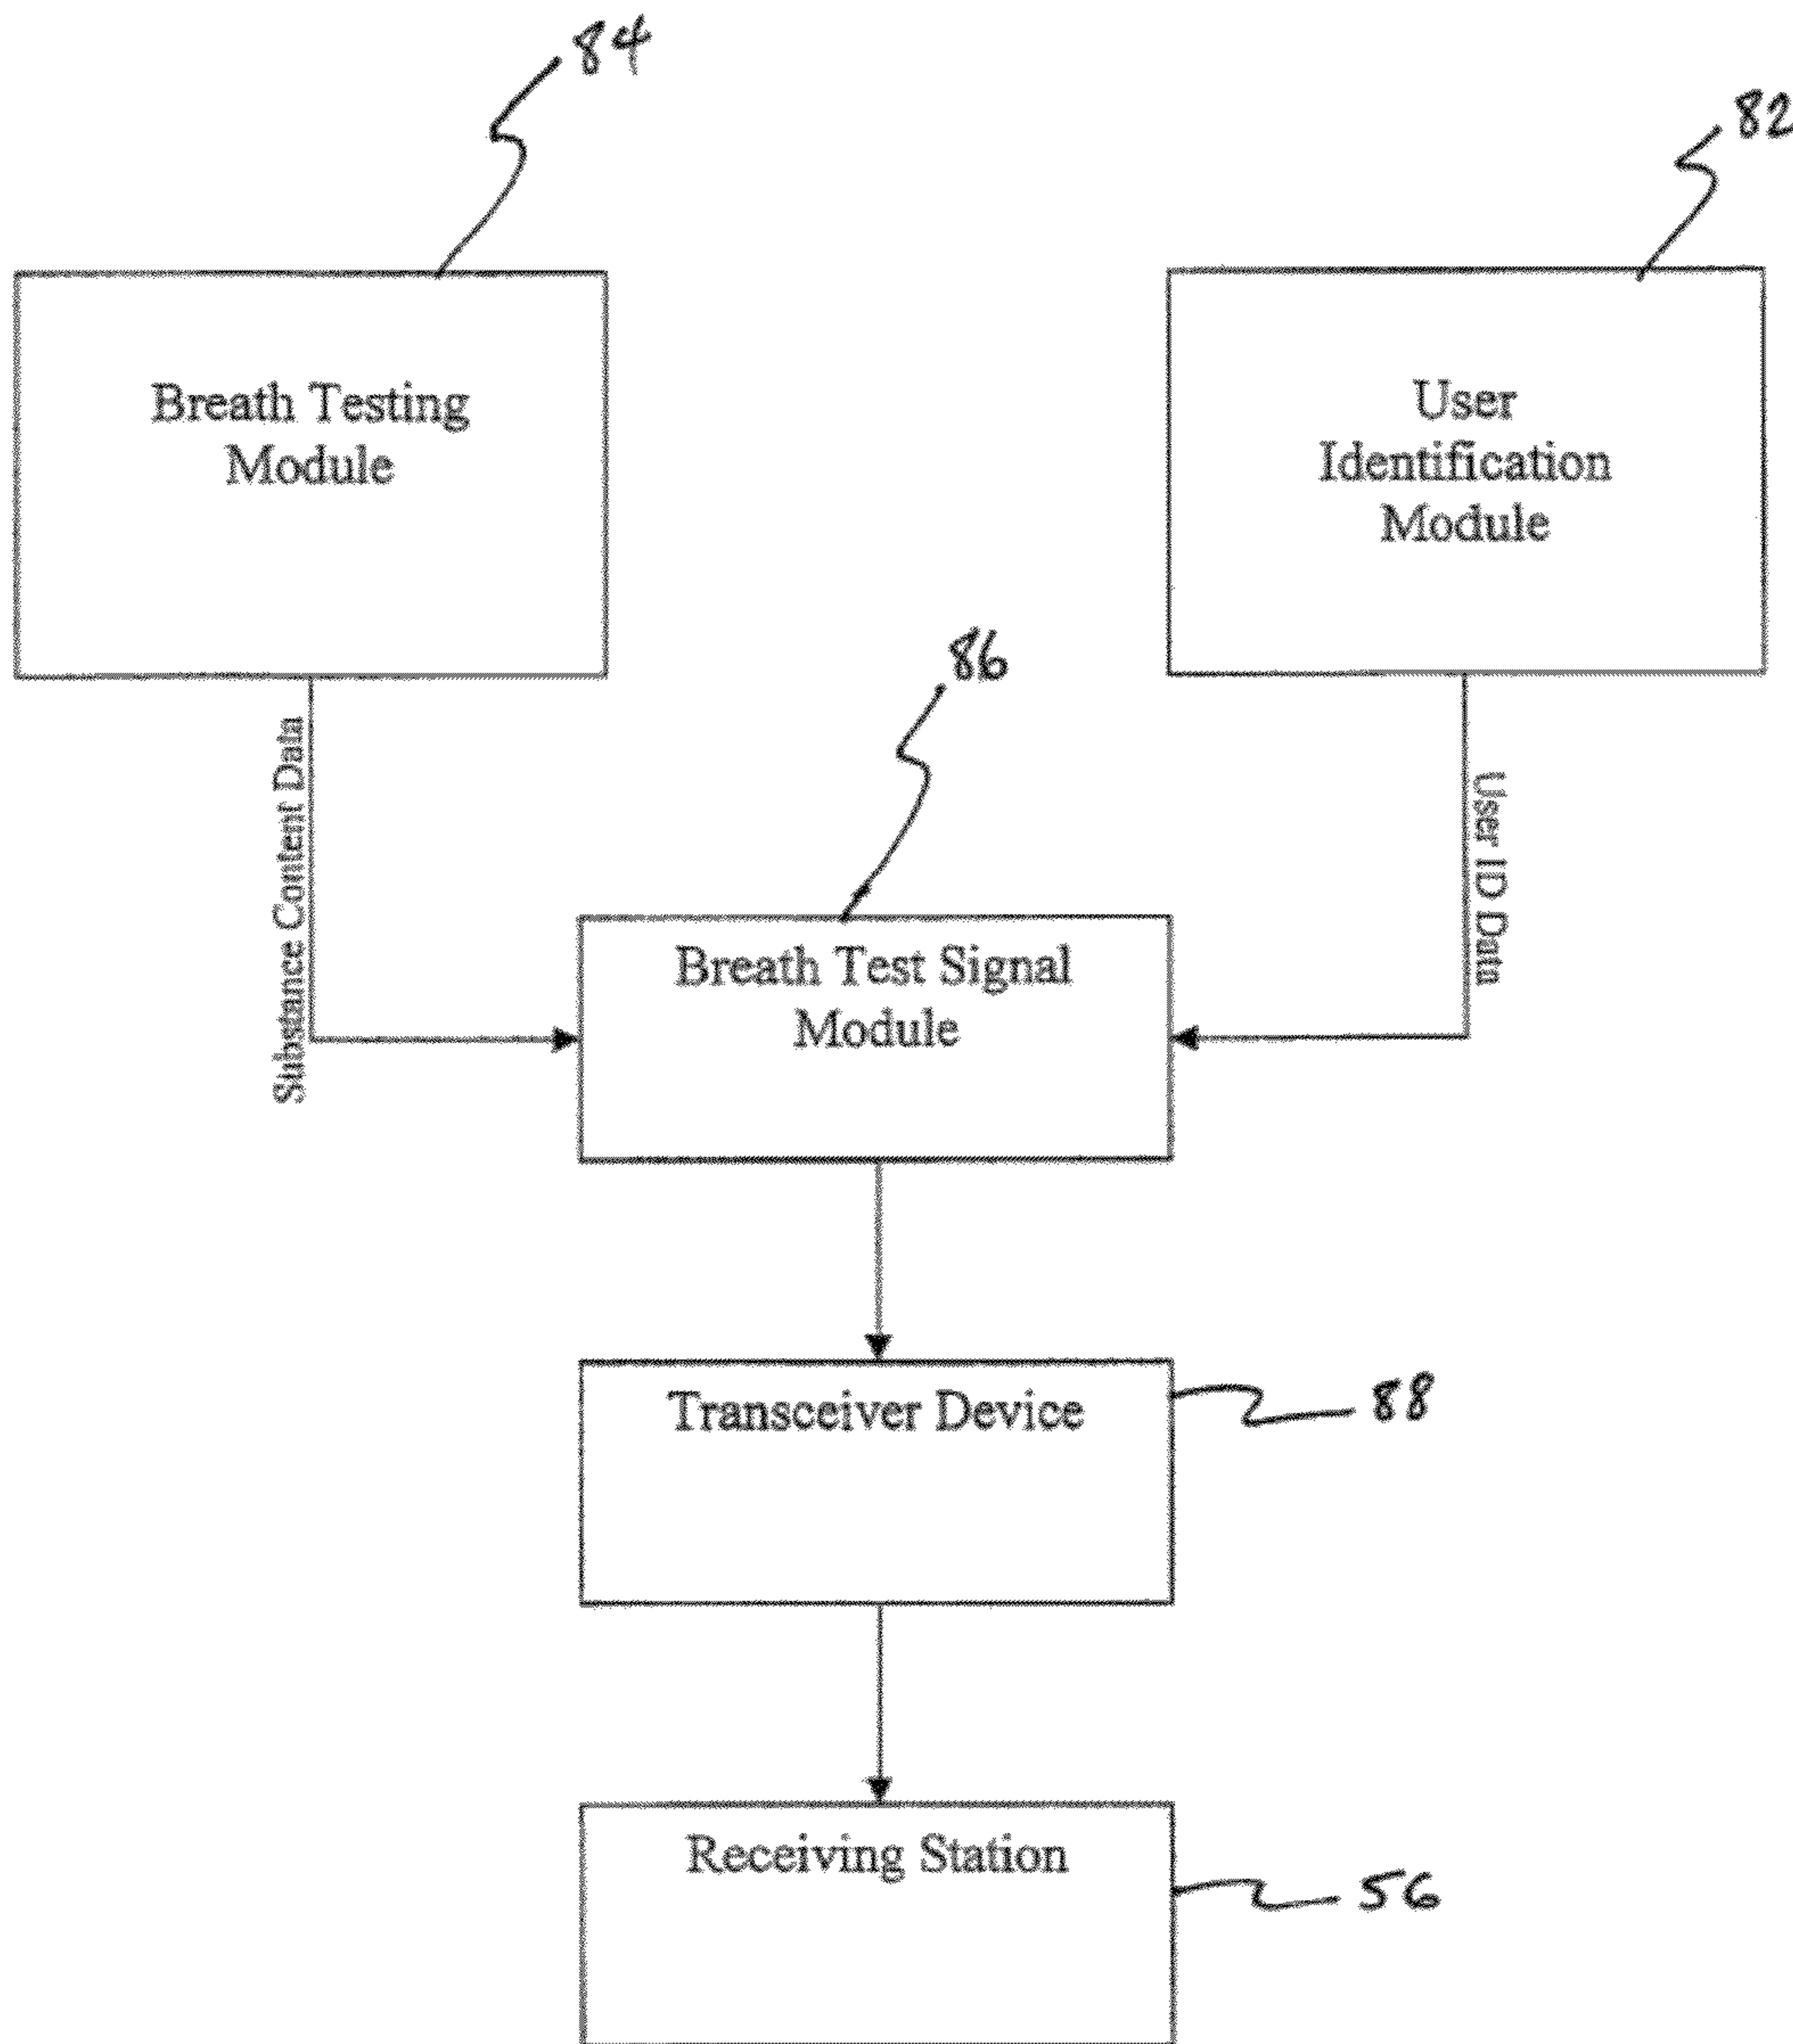 84
82
Breath Testing
Module
User
Identification
Module
86
Substance Content Data
User ID Data
Breath Test Signal
Module
Transceiver Device
88
Receiving Station
56